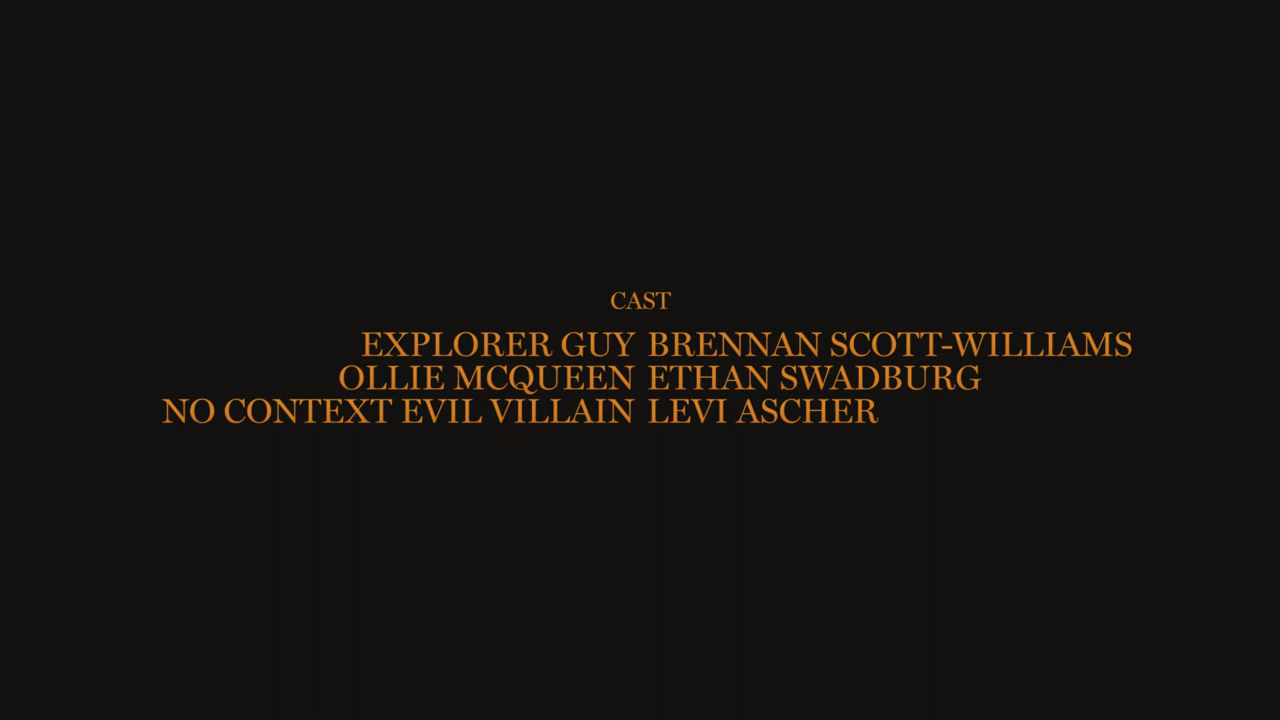 CAST
EXPLORER GUY BRENNAN SCOTT-WILLIAMS
OLLIE MCQUEEN ETHAN SWADBURG
NO CONTEXT EVIL VILLAIN LEVI ASCHER